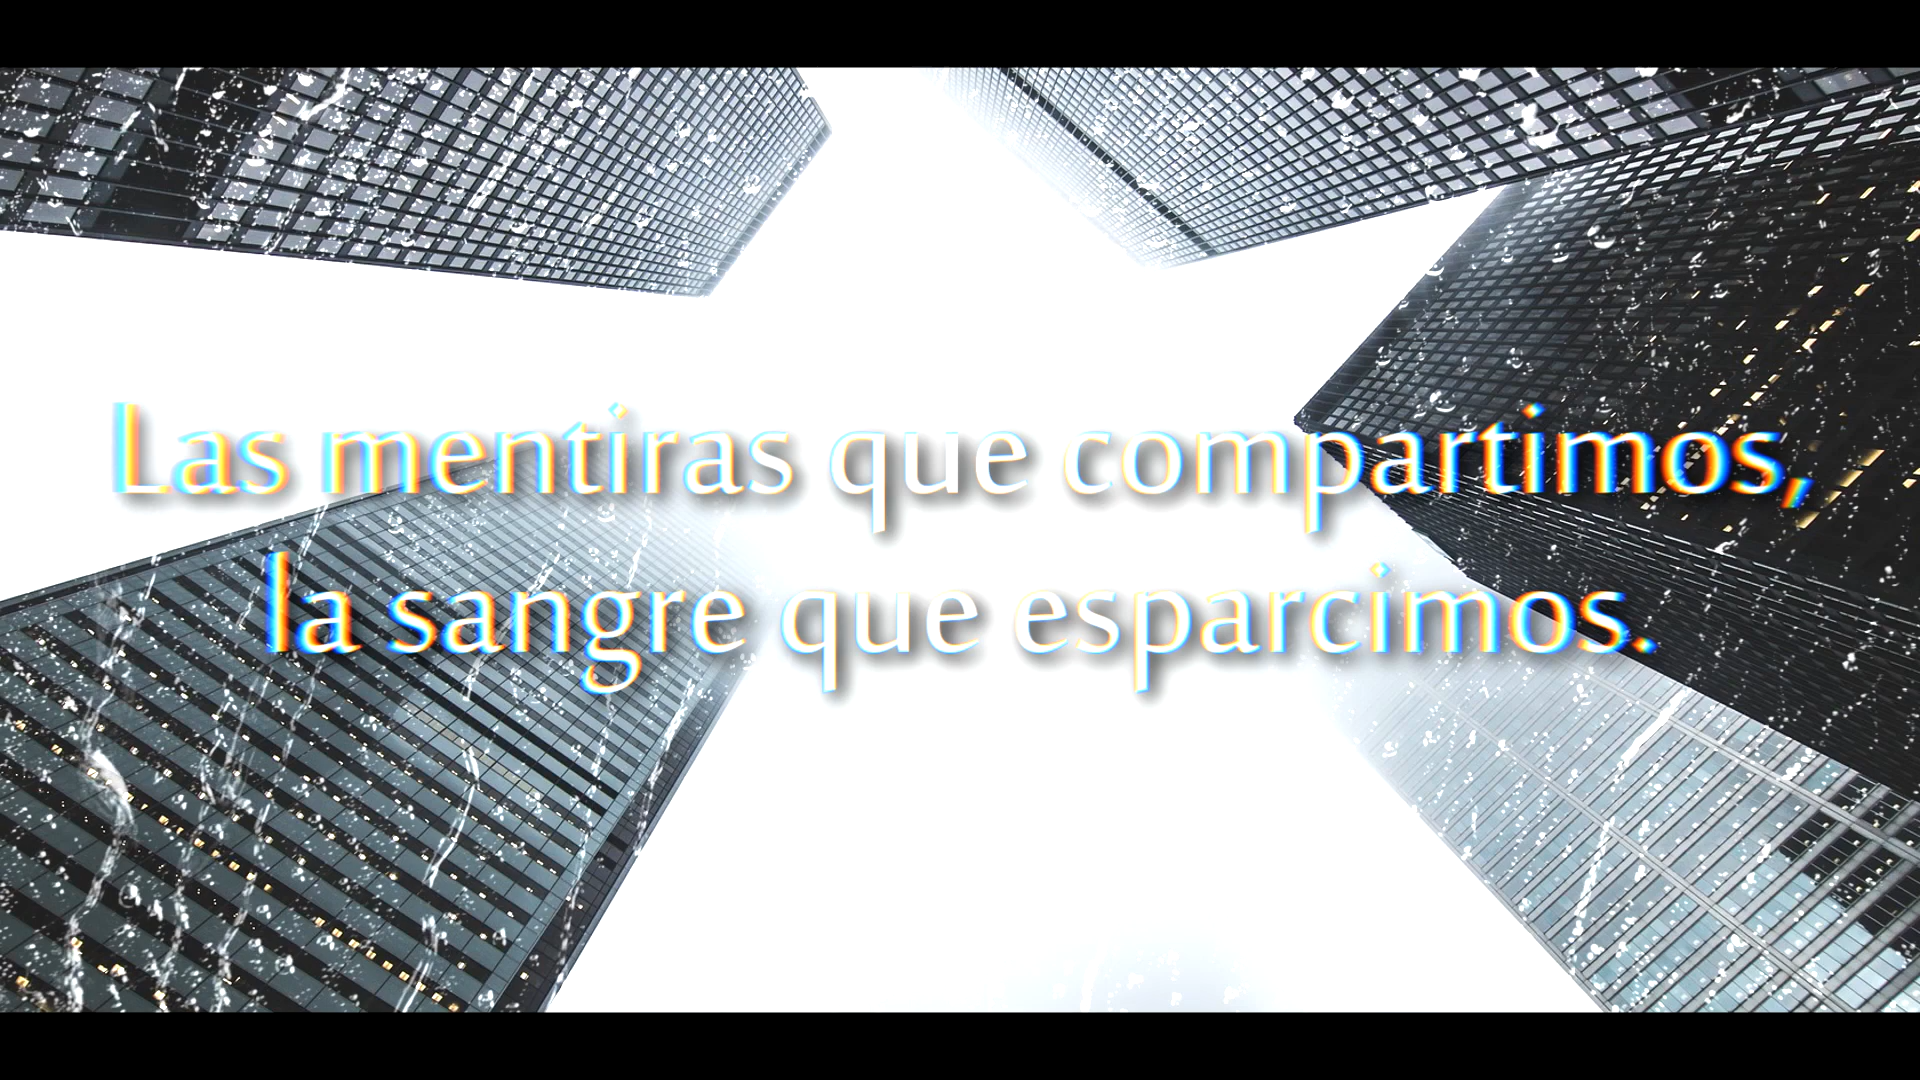 Las mentiras que compartimos,
la sangre que esparcimos.